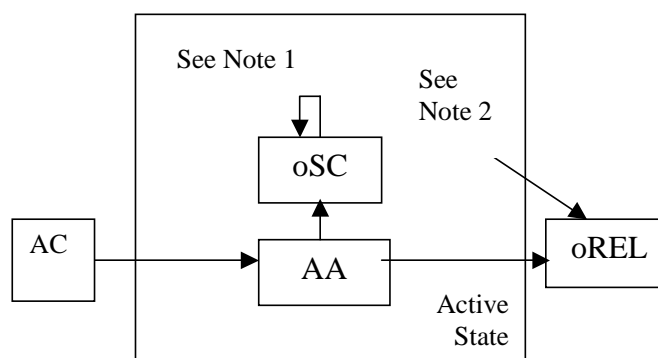 See Note 1
See
Note 2
oSC
AC
AA
oREL
Active
State